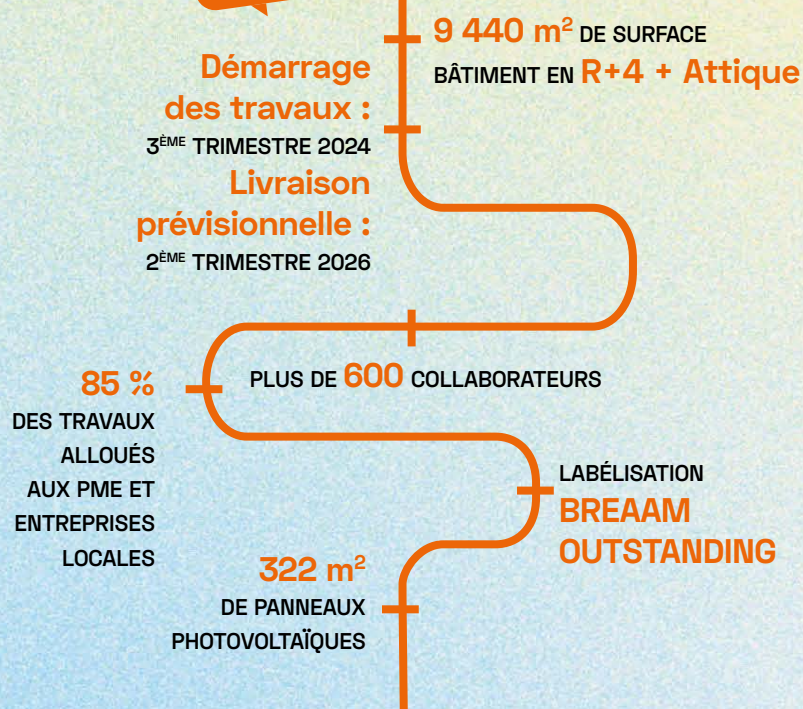 9 440 m² DE SURFACE
BÂTIMENT EN R+4 + Attique
Démarrage
des travaux :
3ÈME TRIMESTRE 2024
Livraison
prévisionnelle :
2ÈME TRIMESTRE 2026
PLUS DE 600 COLLABORATEURS
85 %
DES TRAVAUX
ALLOUÉS
AUX PME ET
ENTREPRISES
LOCALES
LABÉLISATION
BREAAM
OUTSTANDING
322 m²
DE PANNEAUX
PHOTOVOLTAÏQUES